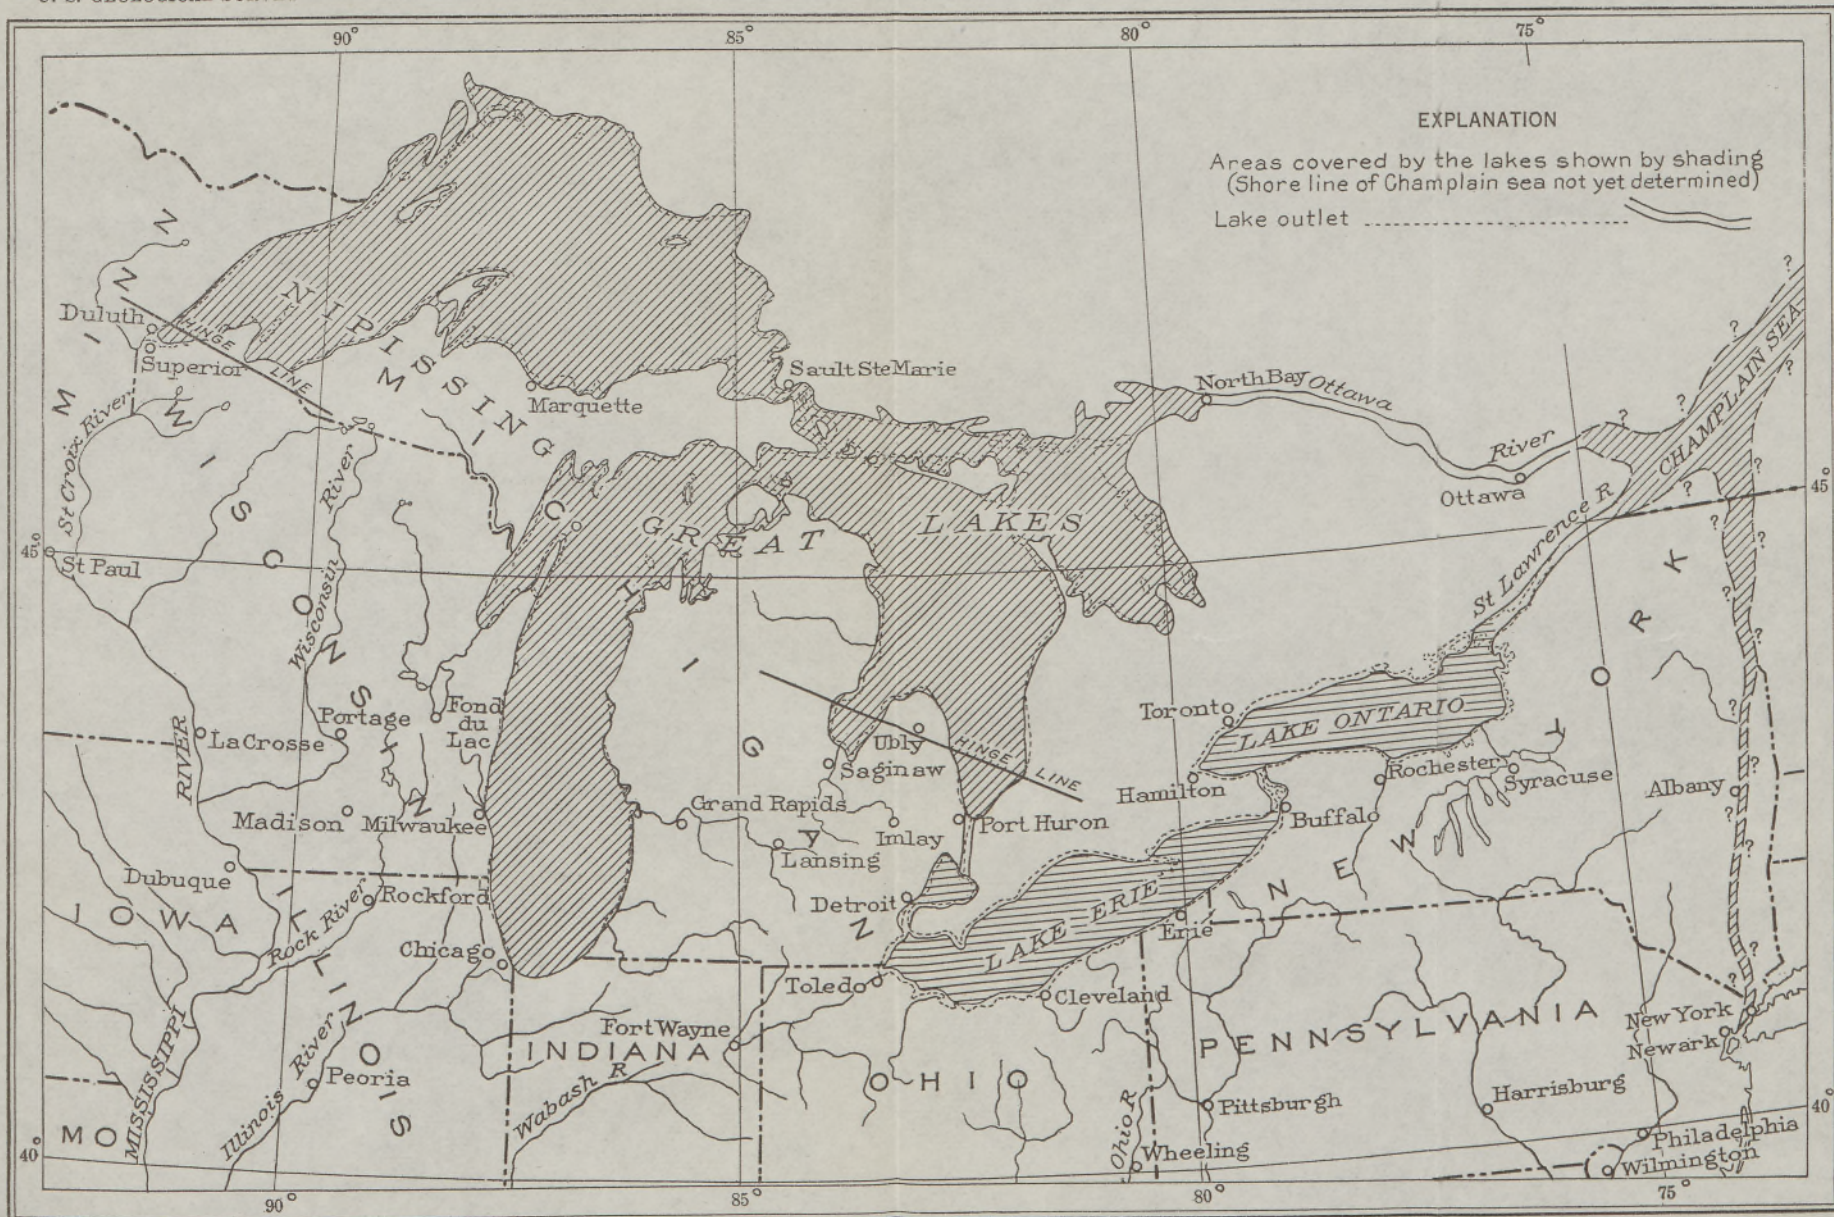 90°
85°
80°
75°
EXPLANATION
Areas covered by the lakes shown by shading
(Shore line of Champlain sea not yet determined)
Lake outlet
MINN
Duluth
Superior
HINGE LINE
NIPISSING
GREAT
LAKES
Marquette
Sault Ste Marie
North Bay
Ottawa River
Ottawa
CHAMPLAIN SEA
? ? ? ? ? ? ? ? ? ? ? ? ? ? ? ? ? ?
45°
45°
St Croix River
St Paul
WISCONSIN
Wisconsin River
MICHIGAN
St Lawrence R
NEW YORK
Fond
du
Lac
Portage
La Crosse
MISSISSIPPI RIVER
Madison
Milwaukee
Ubly
HINGE LINE
Saginaw
Grand Rapids
Imlay
Port Huron
Lansing
Detroit
Toronto
LAKE ONTARIO
Hamilton
Buffalo
Rochester
Syracuse
Albany
Dubuque
IOWA
Rockford
Rock River
ILLINOIS
Chicago
LAKE ERIE
Erie
Toledo
Cleveland
Fort Wayne
INDIANA
Wabash R
OHIO
PENNSYLVANIA
New York
Newark
Illinois River
Peoria
MO
Ohio R
Pittsburgh
Wheeling
Harrisburg
Philadelphia
Wilmington
40°
40°
90°
85°
80°
75°